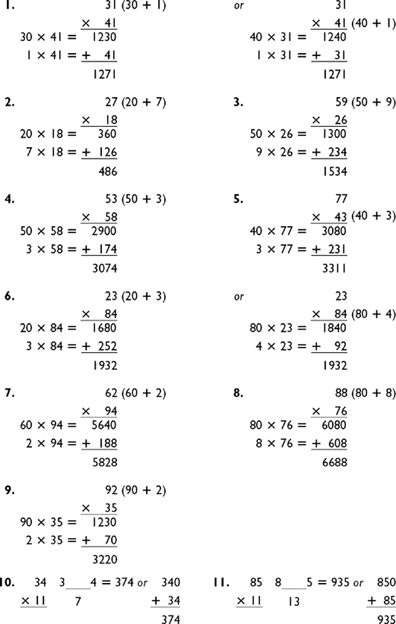 1. 31 (30 + 1)
× 41
30 × 41 = 1230
1 × 41 = + 41
1271
or 31
× 41 (40 + 1)
40 × 31 = 1240
1 × 31 = + 31
1271
2. 27 (20 + 7)
× 18
20 × 18 = 360
7 × 18 = + 126
486
3. 59 (50 + 9)
× 26
50 × 26 = 1300
9 × 26 = + 234
1534
4. 53 (50 + 3)
× 58
50 × 58 = 2900
3 × 58 = + 174
3074
5. 77
× 43 (40 + 3)
40 × 77 = 3080
3 × 77 = + 231
3311
6. 23 (20 + 3)
× 84
20 × 84 = 1680
3 × 84 = + 252
1932
or 23
× 84 (80 + 4)
80 × 23 = 1840
4 × 23 = + 92
1932
7. 62 (60 + 2)
× 94
60 × 94 = 5640
2 × 94 = + 188
5828
8. 88 (80 + 8)
× 76
80 × 76 = 6080
8 × 76 = + 608
6688
9. 92 (90 + 2)
× 35
90 × 35 = 1230
2 × 35 = + 70
3220
10. 34 3___4 = 374 or 340
× 11 7 + 34
374
11. 85 8___5 = 935 or 850
× 11 13 + 85
935